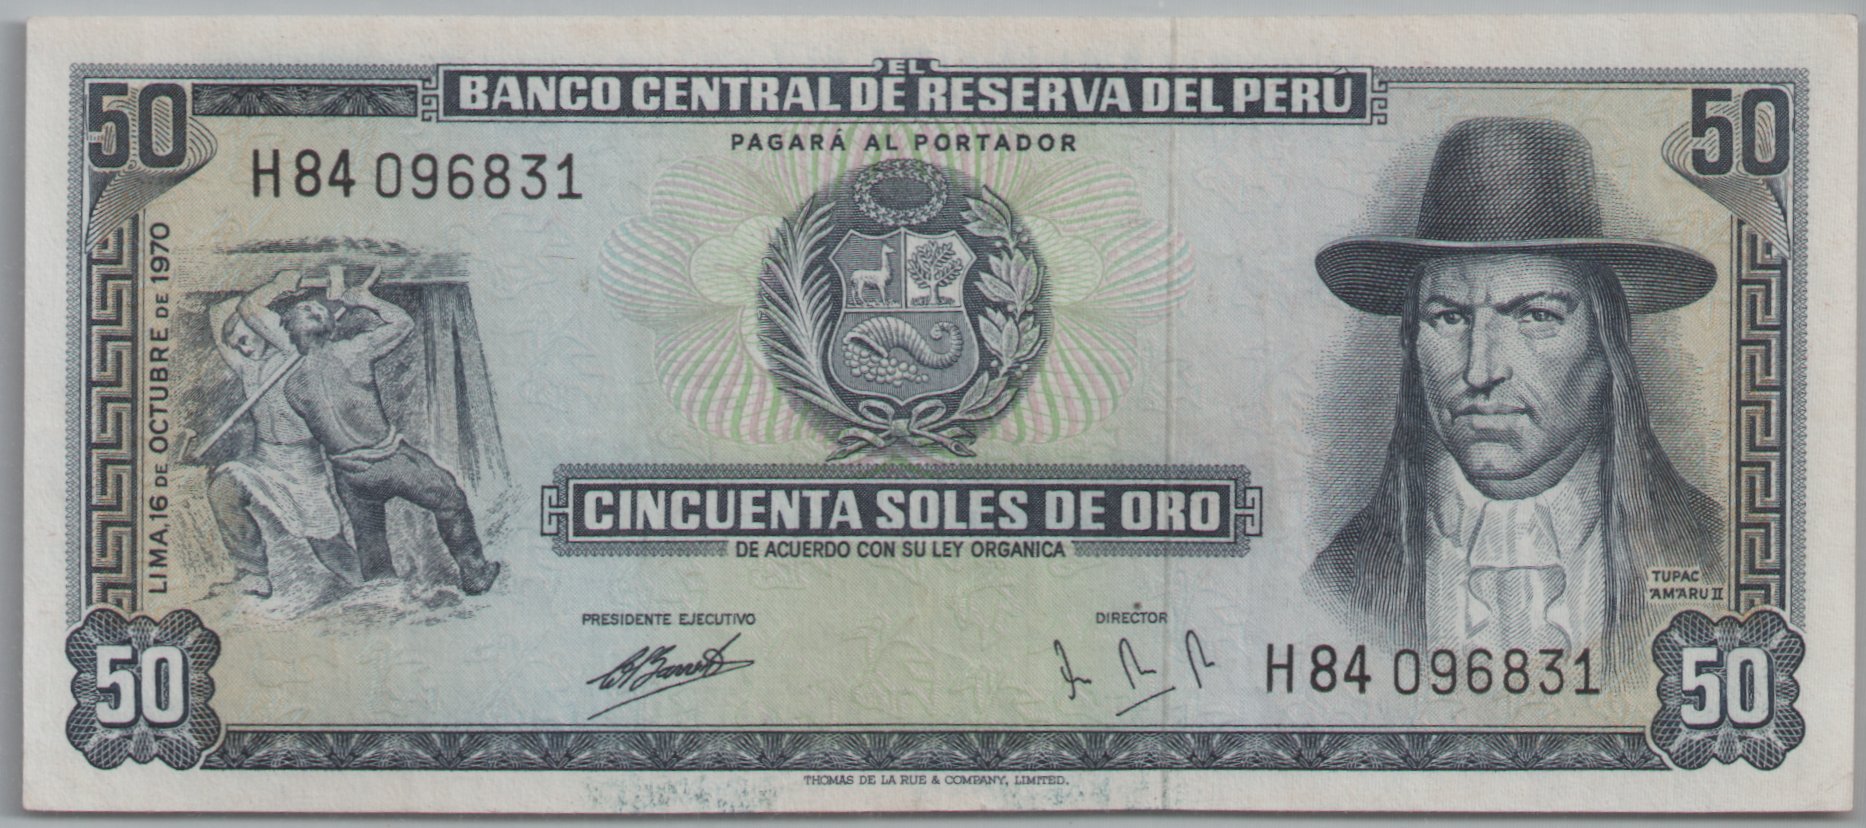 EL
BANCO CENTRAL DE RESERVA DEL PERÚ
50
50
PAGARÁ AL PORTADOR
H84 096831
LIMA, 16 DE OCTUBRE DE 1970
CINCUENTA SOLES DE ORO
DE ACUERDO CON SU LEY ORGANICA
TUPAC
AMARU II
PRESIDENTE EJECUTIVO
DIRECTOR
H84 096831
50
50
THOMAS DE LA RUE & COMPANY, LIMITED.